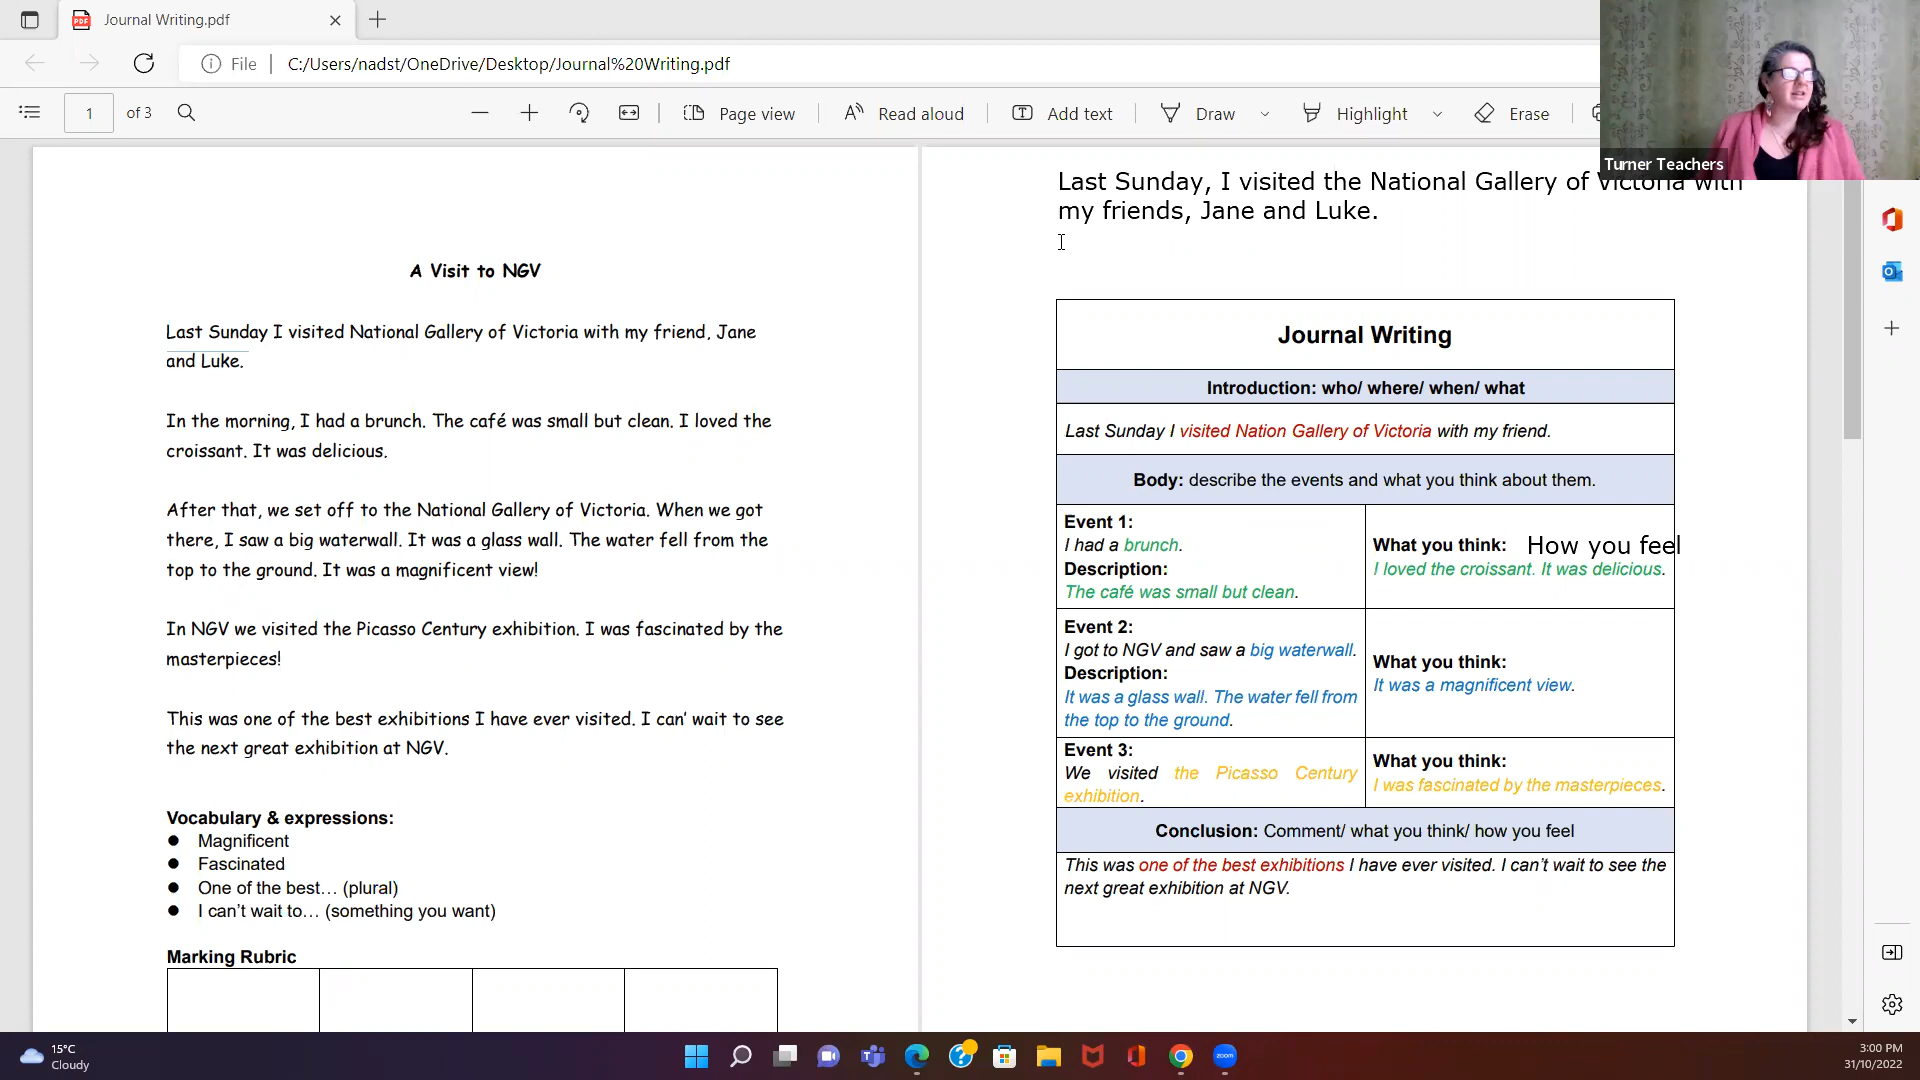 Journal Writing.pdf
File
C:/Users/nadst/OneDrive/Desktop/Journal%20Writing.pdf
1 of 3
Page view
Read aloud
Add text
Draw
Highlight
Erase
Turner Teachers
A Visit to NGV
Last Sunday I visited National Gallery of Victoria with my friend, Jane
and Luke.
In the morning, I had a brunch. The café was small but clean. I loved the
croissant. It was delicious.
After that, we set off to the National Gallery of Victoria. When we got
there, I saw a big waterwall. It was a glass wall. The water fell from the
top to the ground. It was a magnificent view!
In NGV we visited the Picasso Century exhibition. I was fascinated by the
masterpieces!
This was one of the best exhibitions I have ever visited. I can' wait to see
the next great exhibition at NGV.
Vocabulary & expressions:
● Magnificent
● Fascinated
● One of the best… (plural)
● I can't wait to… (something you want)
Marking Rubric
Last Sunday, I visited the National Gallery of Victoria with
my friends, Jane and Luke.
Journal Writing
Introduction: who/ where/ when/ what
Last Sunday I visited Nation Gallery of Victoria with my friend.
Body: describe the events and what you think about them.
Event 1:
I had a brunch.
Description:
The café was small but clean.
What you think: How you feel
I loved the croissant. It was delicious.
Event 2:
I got to NGV and saw a big waterwall.
Description:
It was a glass wall. The water fell from
the top to the ground.
What you think:
It was a magnificent view.
Event 3:
We visited the Picasso Century
exhibition.
What you think:
I was fascinated by the masterpieces.
Conclusion: Comment/ what you think/ how you feel
This was one of the best exhibitions I have ever visited. I can't wait to see the
next great exhibition at NGV.
15°C
Cloudy
zoom
3:00 PM
31/10/2022